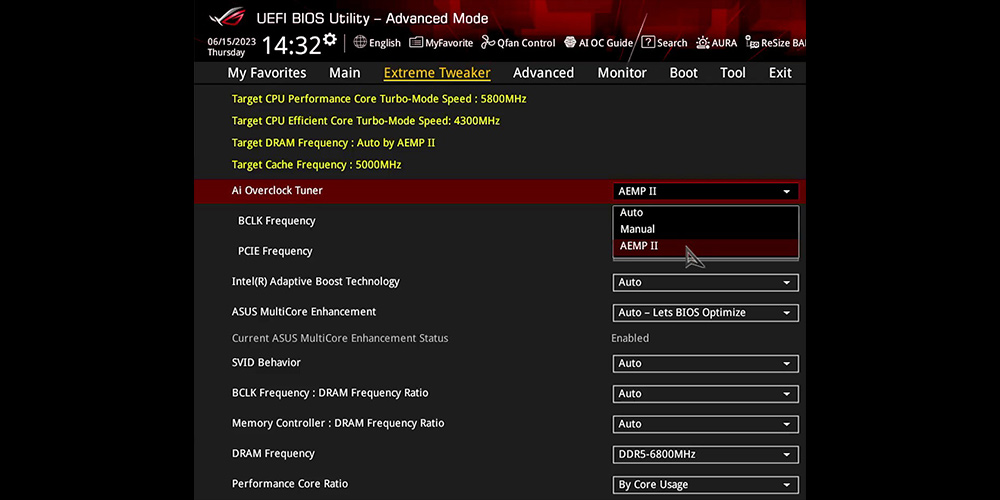 UEFI BIOS Utility – Advanced Mode
06/15/2023
Thursday
14:32
English
MyFavorite
Qfan Control
AI OC Guide
Search
AURA
ReSize BA
My Favorites
Main
Extreme Tweaker
Advanced
Monitor
Boot
Tool
Exit
Target CPU Performance Core Turbo-Mode Speed : 5800MHz
Target CPU Efficient Core Turbo-Mode Speed: 4300MHz
Target DRAM Frequency : Auto by AEMP II
Target Cache Frequency : 5000MHz
Ai Overclock Tuner
AEMP II
Auto
Manual
AEMP II
BCLK Frequency
PCIE Frequency
Intel(R) Adaptive Boost Technology
Auto
ASUS MultiCore Enhancement
Auto – Lets BIOS Optimize
Current ASUS MultiCore Enhancement Status
Enabled
SVID Behavior
Auto
BCLK Frequency : DRAM Frequency Ratio
Auto
Memory Controller : DRAM Frequency Ratio
Auto
DRAM Frequency
DDR5-6800MHz
Performance Core Ratio
By Core Usage